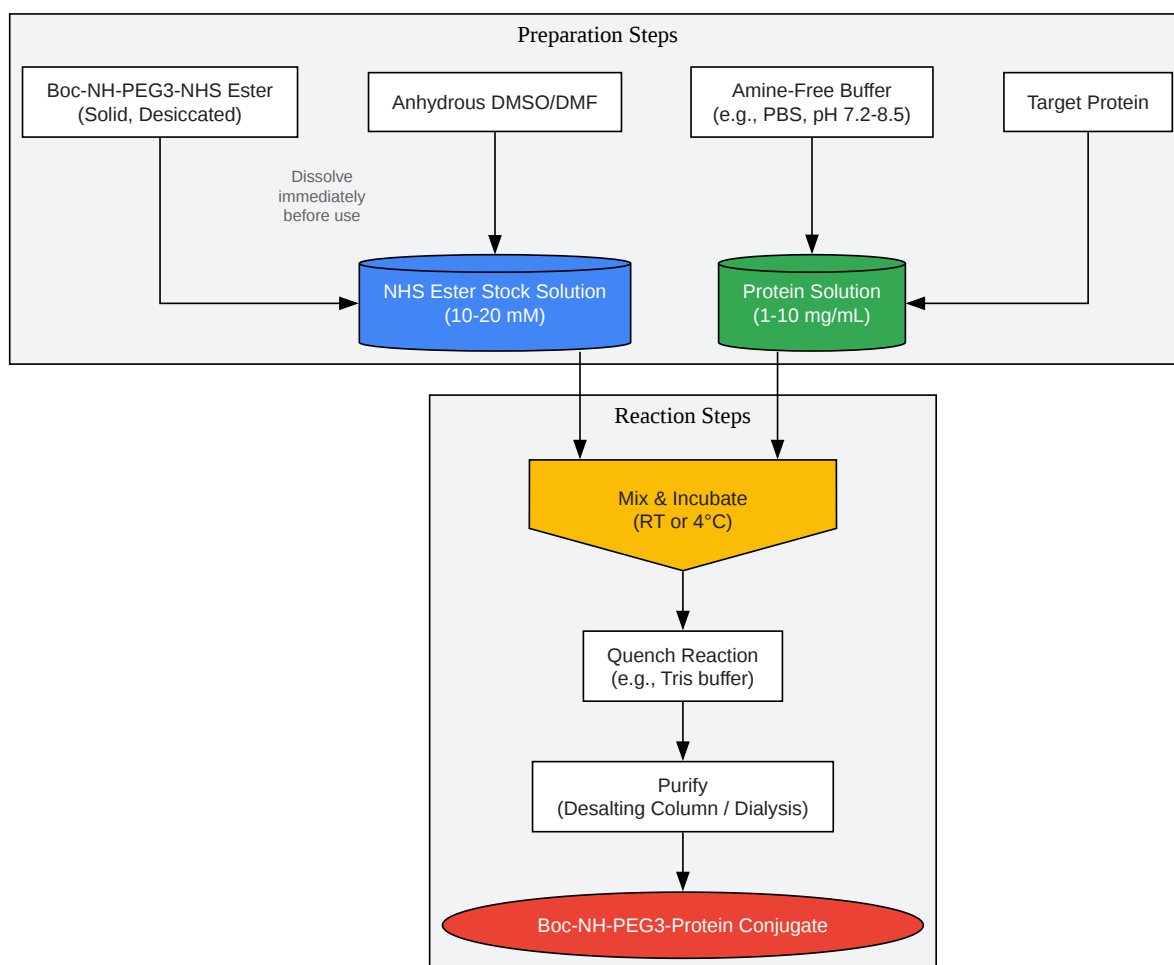 Preparation Steps
Boc-NH-PEG3-NHS Ester
(Solid, Desiccated)
Anhydrous DMSO/DMF
Amine-Free Buffer
(e.g., PBS, pH 7.2-8.5)
Target Protein
Dissolve
immediately
before use
NHS Ester Stock Solution
(10-20 mM)
Protein Solution
(1-10 mg/mL)
Reaction Steps
Mix & Incubate
(RT or 4°C)
Quench Reaction
(e.g., Tris buffer)
Purify
(Desalting Column / Dialysis)
Boc-NH-PEG3-Protein Conjugate